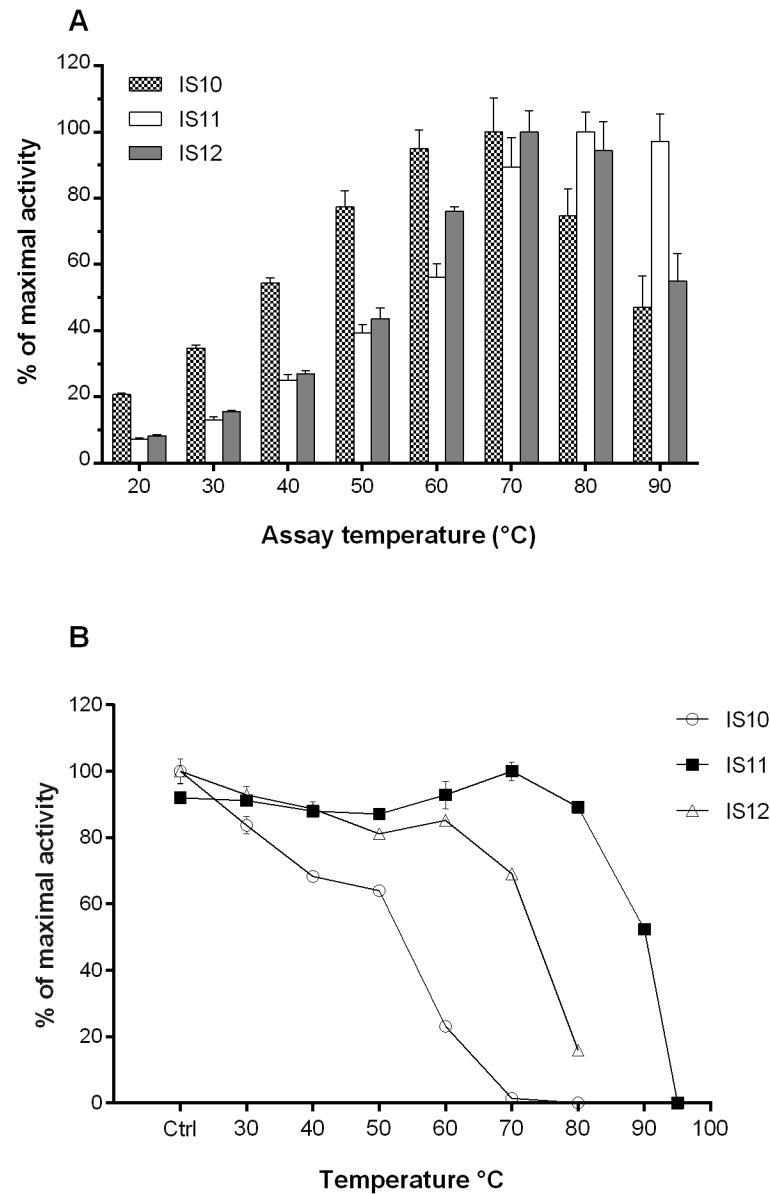 A
120
100
80
60
40
20
0
IS10
IS11
IS12
% of maximal activity
20 30 40 50 60 70 80 90
Assay temperature (°C)
B
120
100
80
60
40
20
0
IS10
IS11
IS12
% of maximal activity
Ctrl 30 40 50 60 70 80 90 100
Temperature °C